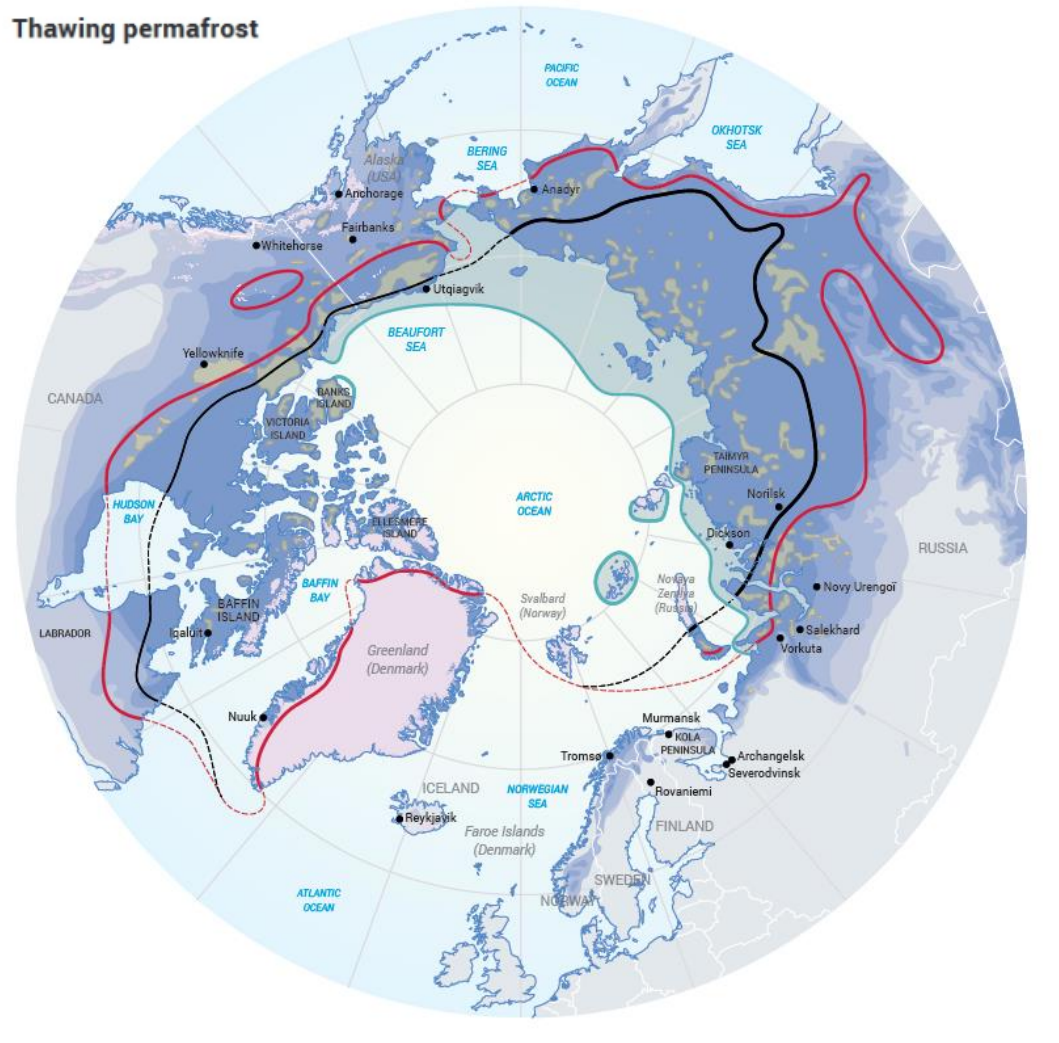 Thawing permafrost
PACIFIC
OCEAN
OKHOTSK
SEA
BERING
SEA
Alaska
(USA)
Anchorage
Anadyr
Fairbanks
Whitehorse
Utqiagvik
BEAUFORT
SEA
Yellowknife
CANADA
BANKS
ISLAND
VICTORIA
ISLAND
TAIMYR
PENINSULA
HUDSON
BAY
ARCTIC
OCEAN
Norilsk
ELLESMERE
ISLAND
Dickson
RUSSIA
BAFFIN
BAY
Novaya
Zemlya
(Russia)
Novy Urengoï
Svalbard
(Norway)
BAFFIN
ISLAND
LABRADOR
Iqaluit
Salekhard
Vorkuta
Greenland
(Denmark)
Nuuk
Murmansk
KOLA
PENINSULA
Tromsø
Archangelsk
Severodvinsk
ICELAND
NORWEGIAN
SEA
Rovaniemi
Reykjavik
Faroe Islands
(Denmark)
FINLAND
ATLANTIC
OCEAN
SWEDEN
NORWAY